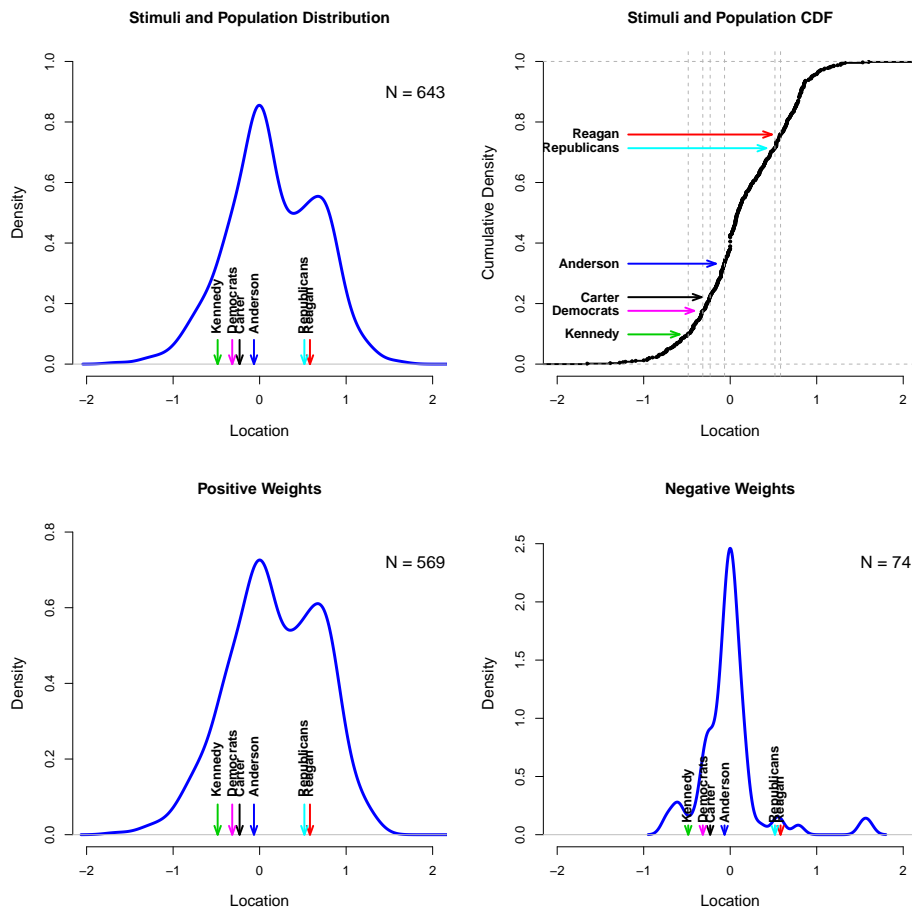 Stimuli and Population Distribution
N = 643
Density
1.0
0.8
0.6
0.4
0.2
0.0
Kennedy
Democrats
Carter
Anderson
Republicans
Reagan
−2 −1 0 1 2
Location
Stimuli and Population CDF
Cumulative Density
1.0
0.8
0.6
0.4
0.2
0.0
Reagan
Republicans
Anderson
Carter
Democrats
Kennedy
−2 −1 0 1 2
Location
Positive Weights
N = 569
Density
0.8
0.6
0.4
0.2
0.0
Kennedy
Democrats
Carter
Anderson
Republicans
Reagan
−2 −1 0 1 2
Location
Negative Weights
N = 74
Density
2.5
2.0
1.5
1.0
0.5
0.0
Kennedy
Democrats
Carter
Anderson
Republicans
Reagan
−2 −1 0 1 2
Location